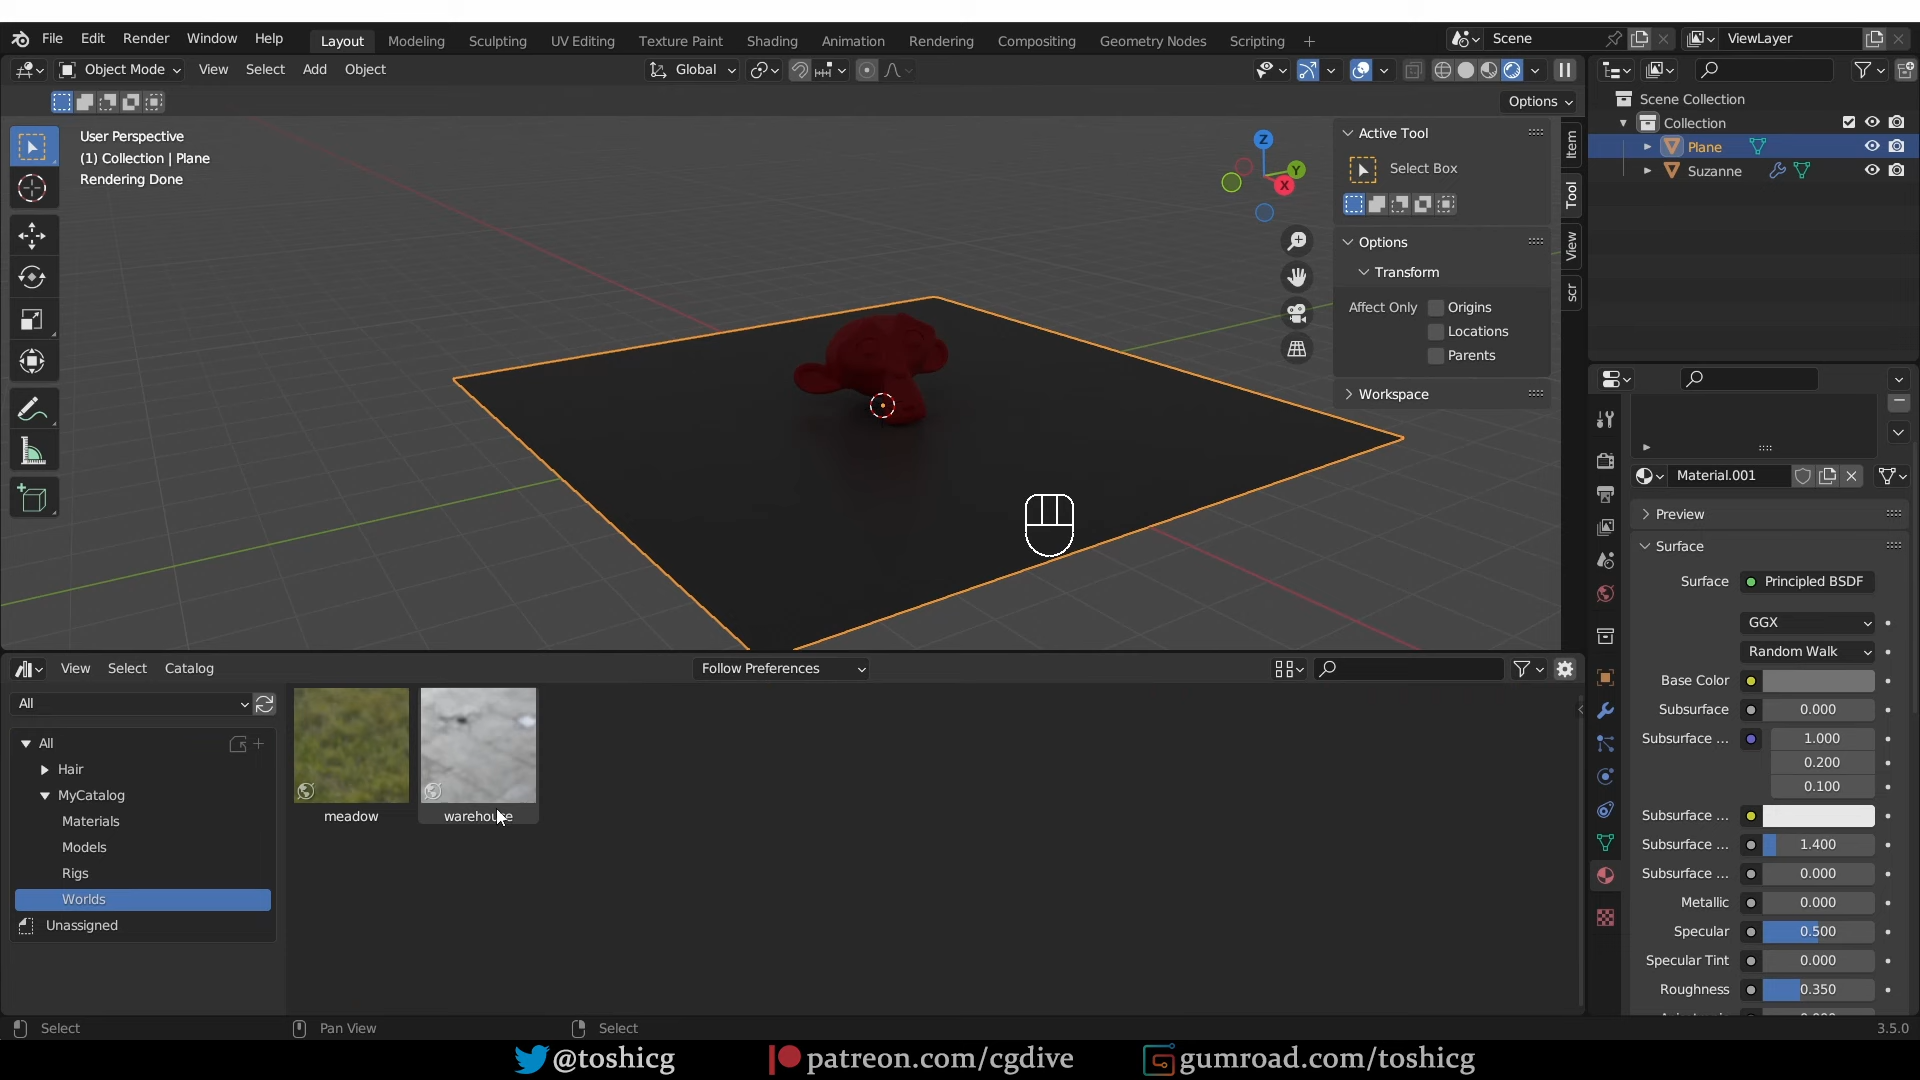 File Edit Render Window Help
Layout Modeling Sculpting UV Editing Texture Paint Shading Animation Rendering Compositing Geometry Nodes Scripting +
Scene ViewLayer
Object Mode View Select Add Object
Global
Options
User Perspective
(1) Collection | Plane
Rendering Done
Z
Y
X
Active Tool
Select Box
Options
Transform
Affect Only Origins
Locations
Parents
Workspace
Item
Tool
View
scr
Scene Collection
Collection
Plane
Suzanne
Material.001
Preview
Surface
Surface Principled BSDF
GGX
Random Walk
Base Color
Subsurface 0.000
Subsurface ... 1.000
0.200
0.100
Subsurface ...
Subsurface ... 1.400
Subsurface ... 0.000
Metallic 0.000
Specular 0.500
Specular Tint 0.000
Roughness 0.350
View Select Catalog
Follow Preferences
All
All
Hair
MyCatalog
Materials
Models
Rigs
Worlds
Unassigned
meadow
warehouse
Select Pan View Select
3.5.0
@toshicg patreon.com/cgdive gumroad.com/toshicg